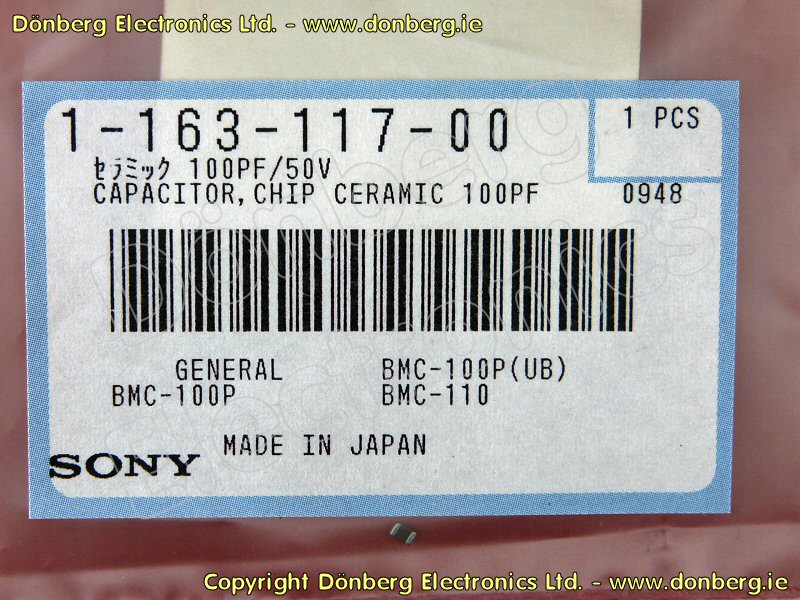 Dönberg Electronics Ltd. - www.donberg.ie
1-163-117-00
1 PCS
ｾﾗﾐｯｸ 100PF/50V
CAPACITOR, CHIP CERAMIC 100PF
0948
GENERAL BMC-100P(UB)
BMC-100P BMC-110
MADE IN JAPAN
SONY
Dönberg Electronics
Copyright Dönberg Electronics Ltd. - www.donberg.ie